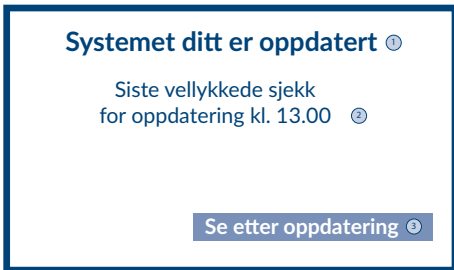 Systemet ditt er oppdatert 1
Siste vellykkede sjekk
for oppdatering kl. 13.00 2
Se etter oppdatering 3